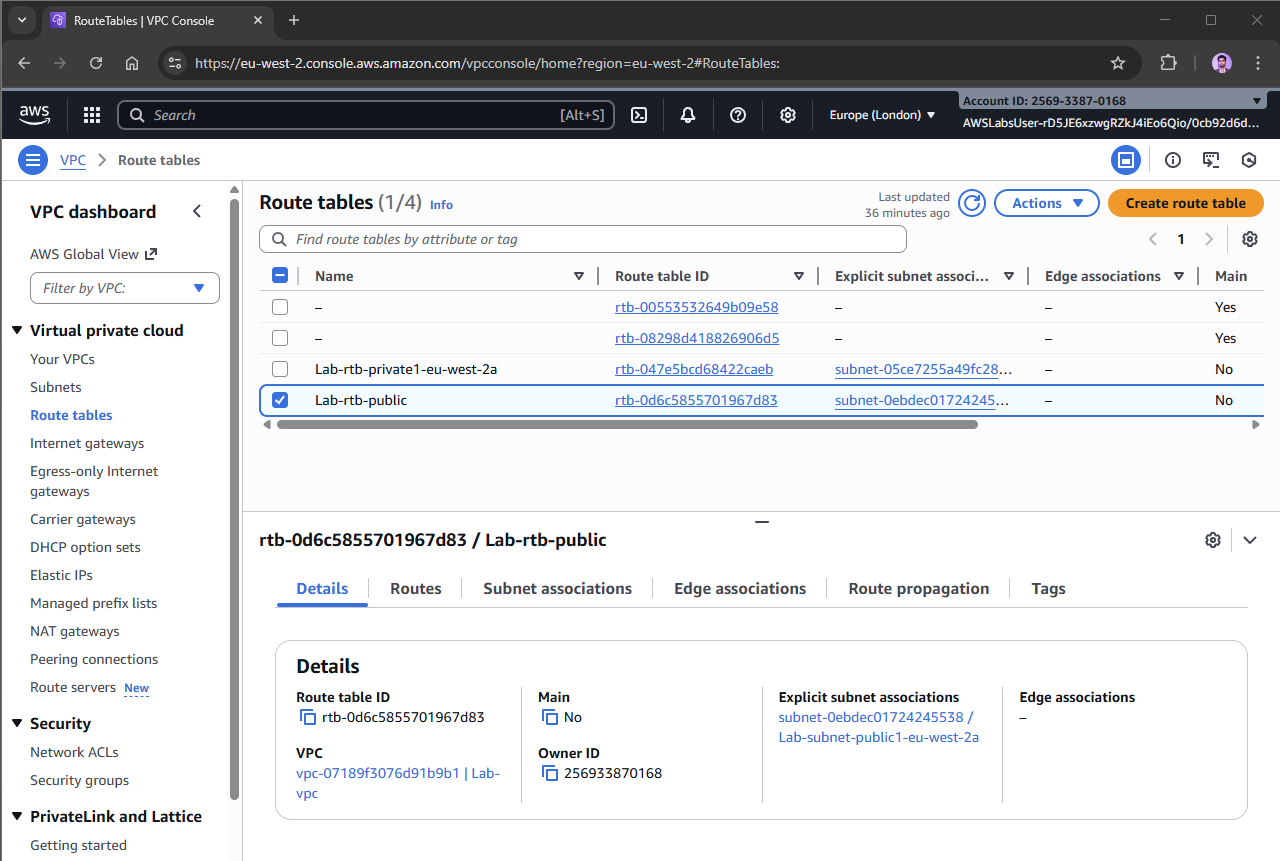 RouteTables | VPC Console
https://eu-west-2.console.aws.amazon.com/vpcconsole/home?region=eu-west-2#RouteTables:
aws
Search [Alt+S]
Europe (London)
Account ID: 2569-3387-0168
AWSLabsUser-rD5JE6xzwgRZkJ4iEo6Qio/0cb92d6d...
VPC Route tables
VPC dashboard
AWS Global View
Filter by VPC:
Virtual private cloud
Your VPCs
Subnets
Route tables
Internet gateways
Egress-only Internet
gateways
Carrier gateways
DHCP option sets
Elastic IPs
Managed prefix lists
NAT gateways
Peering connections
Route servers New
Security
Network ACLs
Security groups
PrivateLink and Lattice
Getting started
Route tables (1/4) Info
Last updated
36 minutes ago
Actions
Create route table
Find route tables by attribute or tag
1
Name Route table ID Explicit subnet associ... Edge associations Main
– rtb-00553532649b09e58 – – Yes
– rtb-08298d418826906d5 – – Yes
Lab-rtb-private1-eu-west-2a rtb-047e5bcd68422caeb subnet-05ce7255a49fc28... – No
Lab-rtb-public rtb-0d6c5855701967d83 subnet-0ebdec01724245... – No
rtb-0d6c5855701967d83 / Lab-rtb-public
Details Routes Subnet associations Edge associations Route propagation Tags
Details
Route table ID
rtb-0d6c5855701967d83
VPC
vpc-07189f3076d91b9b1 | Lab-
vpc
Main
No
Owner ID
256933870168
Explicit subnet associations
subnet-0ebdec01724245538 /
Lab-subnet-public1-eu-west-2a
Edge associations
–